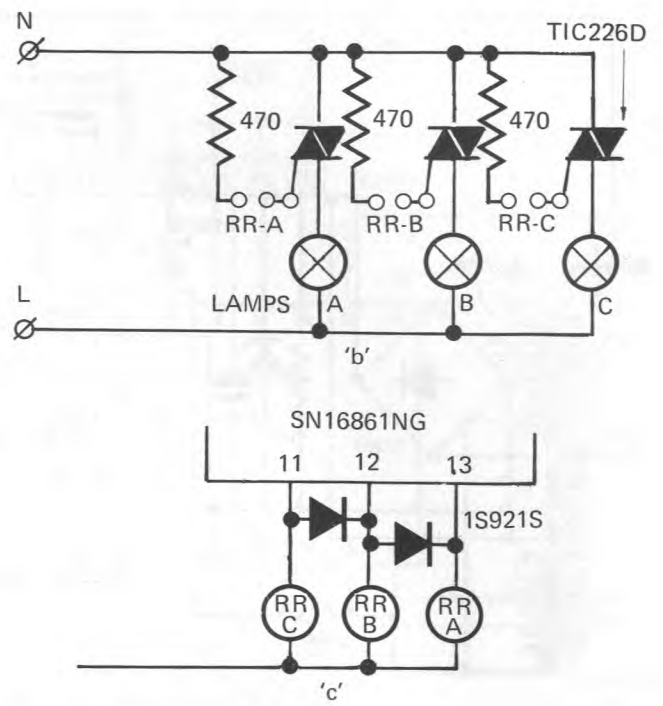 N
TIC226D
470
470
470
RR-A
RR-B
RR-C
L
LAMPS
A
B
C
'b'
SN16861NG
11
12
13
1S921S
RR
C
RR
B
RR
A
'c'